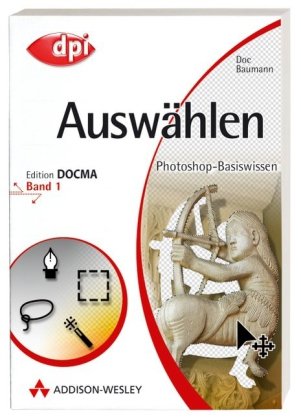 dpi
Doc
Baumann
Auswählen
Photoshop-Basiswissen
Edition DOCMA
Band 1
ADDISON-WESLEY